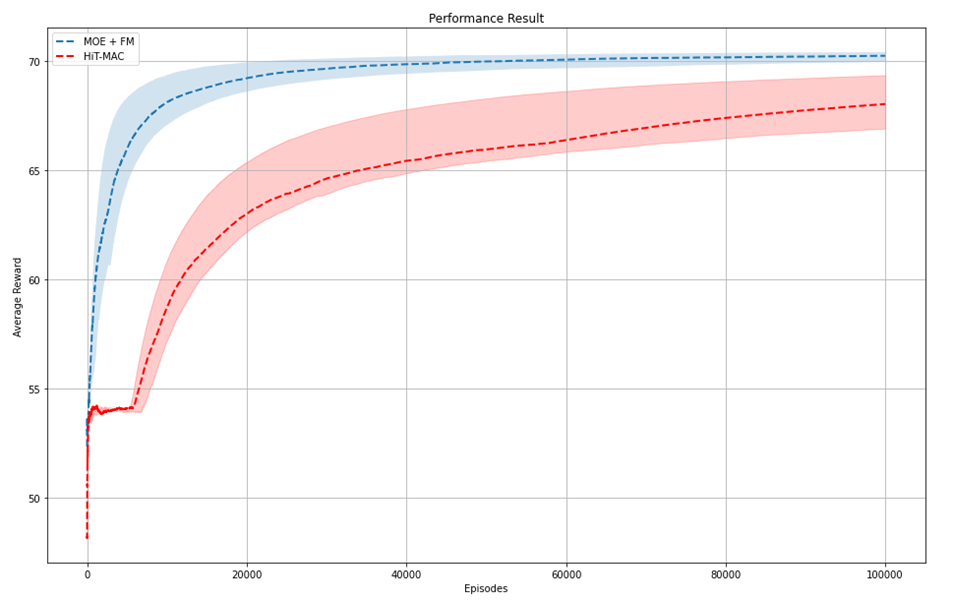 Performance Result
MOE + FM
HiT-MAC
Average Reward
70
65
60
55
50
0 20000 40000 60000 80000 100000
Episodes